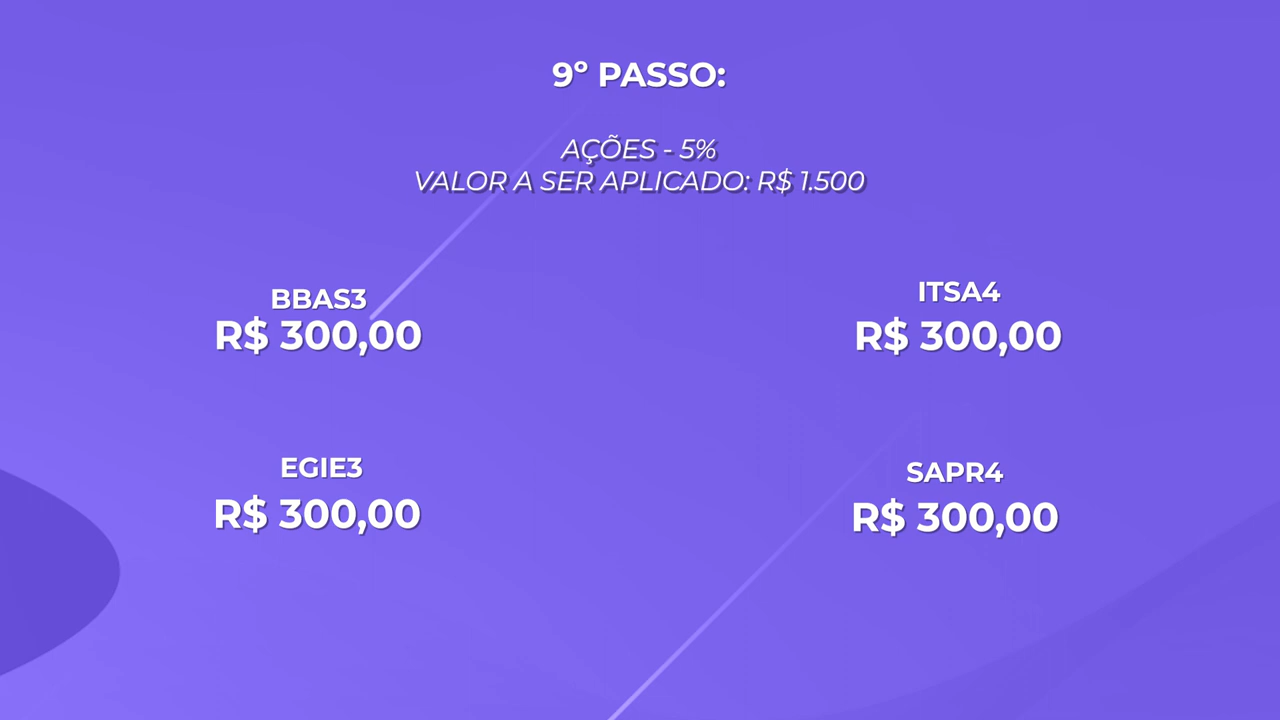 9º PASSO:
AÇÕES - 5%
VALOR A SER APLICADO: R$ 1.500
BBAS3
R$ 300,00
ITSA4
R$ 300,00
EGIE3
R$ 300,00
SAPR4
R$ 300,00